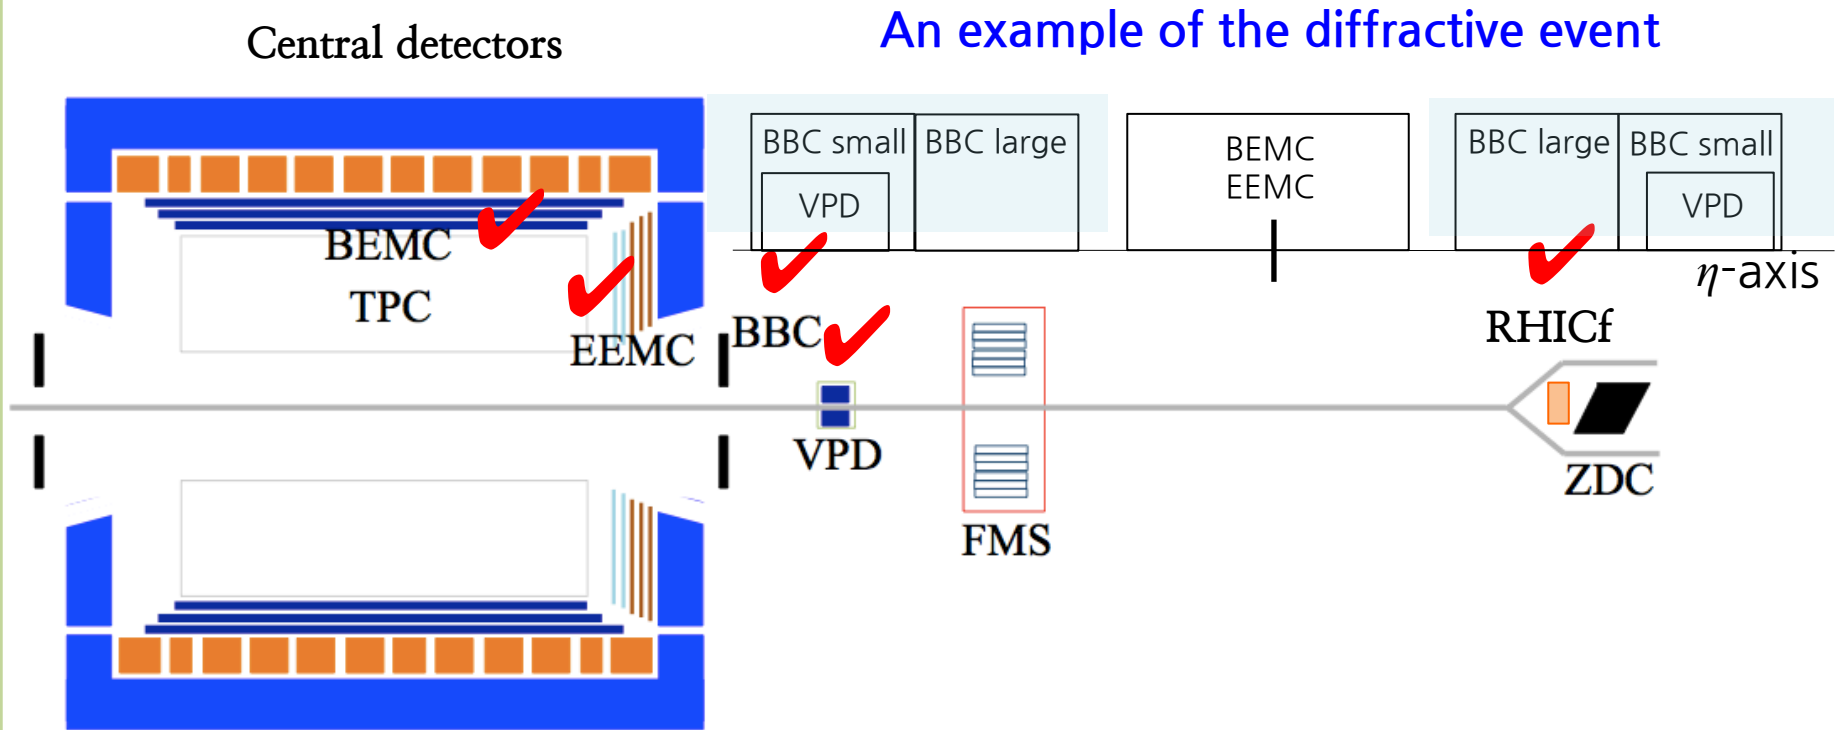 Central detectors
An example of the diffractive event
BBC small
BBC large
BEMC
EEMC
BBC large
BBC small
VPD
VPD
η-axis
BEMC
TPC
EEMC
BBC
RHICf
VPD
ZDC
FMS